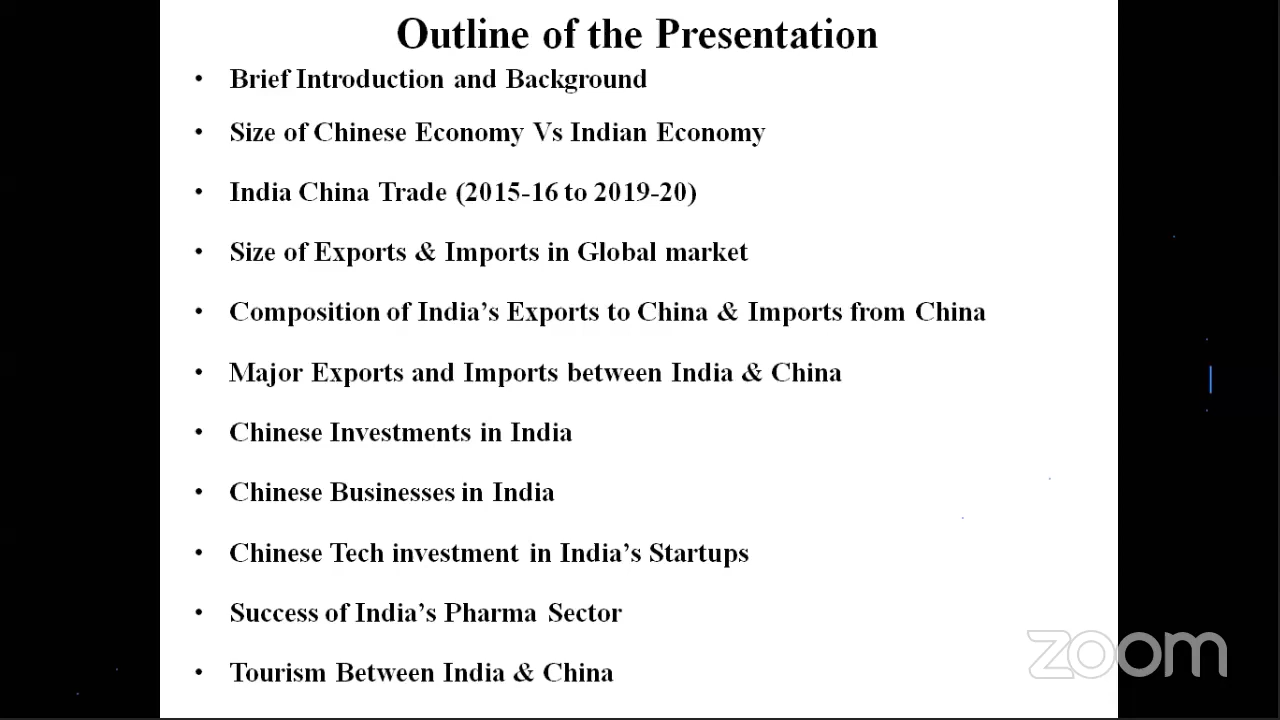 Outline of the Presentation
• Brief Introduction and Background
• Size of Chinese Economy Vs Indian Economy
• India China Trade (2015-16 to 2019-20)
• Size of Exports & Imports in Global market
• Composition of India’s Exports to China & Imports from China
• Major Exports and Imports between India & China
• Chinese Investments in India
• Chinese Businesses in India
• Chinese Tech investment in India’s Startups
• Success of India’s Pharma Sector
• Tourism Between India & China
zoom